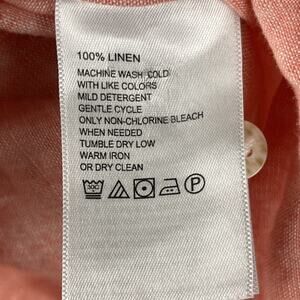 100% LINEN
MACHINE WASH COLD
WITH LIKE COLORS
MILD DETERGENT
GENTLE CYCLE
ONLY NON-CHLORINE BLEACH
WHEN NEEDED
TUMBLE DRY LOW
WARM IRON
OR DRY CLEAN
30C P